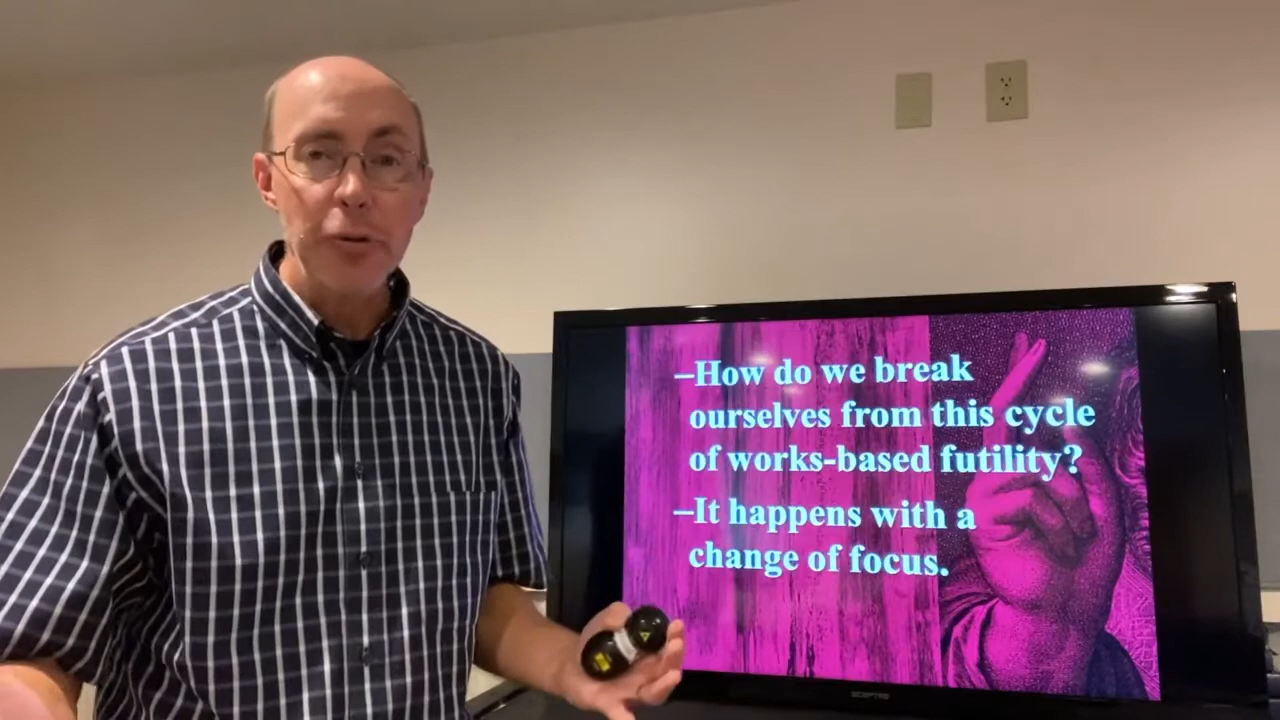 –How do we break
ourselves from this cycle
of works-based futility?
–It happens with a
change of focus.
SCEPTRE